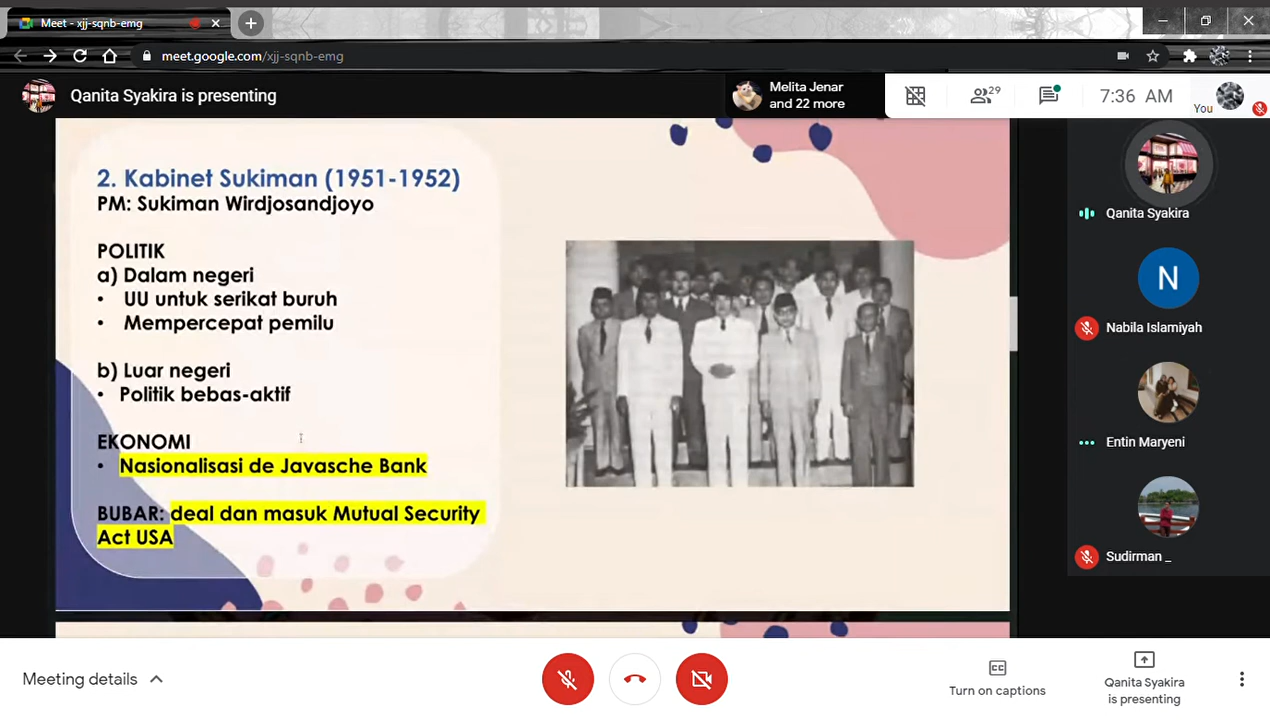 Meet - xjj-sqnb-emg
meet.google.com/xjj-sqnb-emg
Qanita Syakira is presenting
Melita Jenar
and 22 more
29
7:36 AM
You
2. Kabinet Sukiman (1951-1952)
PM: Sukiman Wirdjosandjoyo
POLITIK
a) Dalam negeri
• UU untuk serikat buruh
• Mempercepat pemilu
b) Luar negeri
• Politik bebas-aktif
EKONOMI
• Nasionalisasi de Javasche Bank
BUBAR: deal dan masuk Mutual Security
Act USA
Qanita Syakira
N
Nabila Islamiyah
Entin Maryeni
Sudirman _
Meeting details
Turn on captions
Qanita Syakira
is presenting